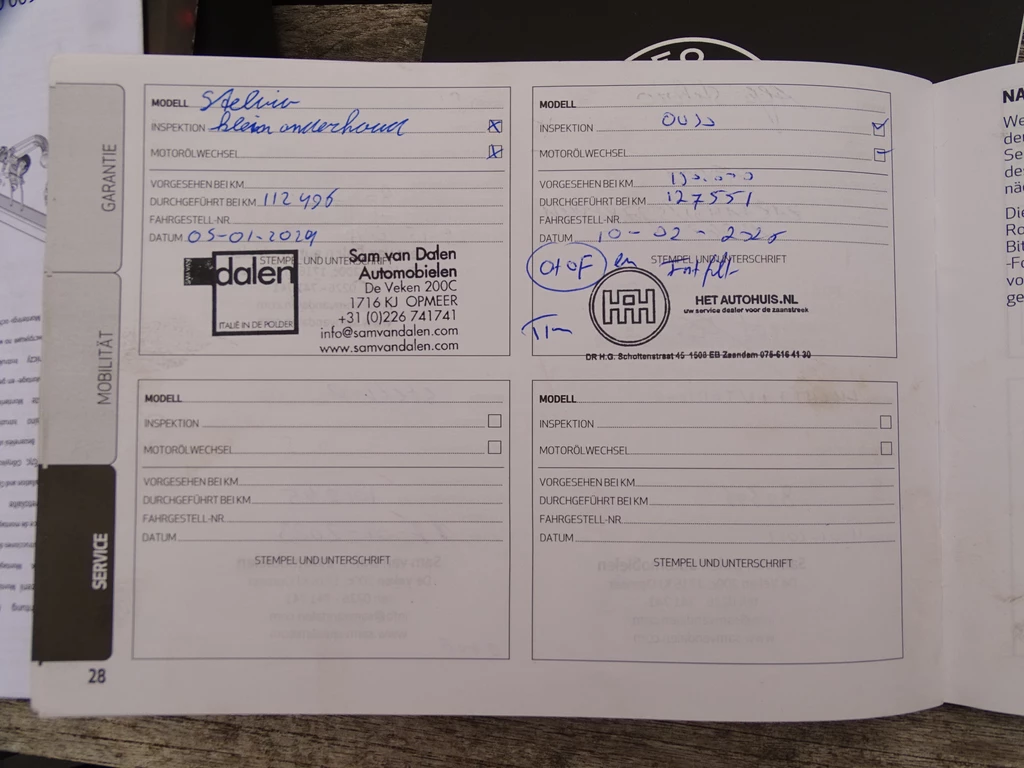 GARANTIE
MOBILITÄT
SERVICE
28
MODELL Stelvio
INSPEKTION klein onderhoud
MOTORÖLWECHSEL
VORGESEHEN BEI KM
DURCHGEFÜHRT BEI KM 112496
FAHRGESTELL-NR.
DATUM 05-01-2029
STEMPEL UND UNTERSCHRIFT
dalen
ITALIË IN DE POLDER
Sam van Dalen
Automobielen
De Veken 200C
1716 KJ OPMEER
+31 (0)226 741741
info@samvandalen.com
www.samvandalen.com
MODELL
INSPEKTION
MOTORÖLWECHSEL
VORGESEHEN BEI KM
DURCHGEFÜHRT BEI KM 127551
FAHRGESTELL-NR.
DATUM 10-02-
STEMPEL UND UNTERSCHRIFT
en
HAH
HET AUTOHUIS.NL
uw service dealer voor de zaanstreek
DR H.G. Scholtenstraat 45 1508 EB Zaandam 075-616 41 30
MODELL
INSPEKTION
MOTORÖLWECHSEL
VORGESEHEN BEI KM
DURCHGEFÜHRT BEI KM
FAHRGESTELL-NR.
DATUM
STEMPEL UND UNTERSCHRIFT
MODELL
INSPEKTION
MOTORÖLWECHSEL
VORGESEHEN BEI KM
DURCHGEFÜHRT BEI KM
FAHRGESTELL-NR.
DATUM
STEMPEL UND UNTERSCHRIFT